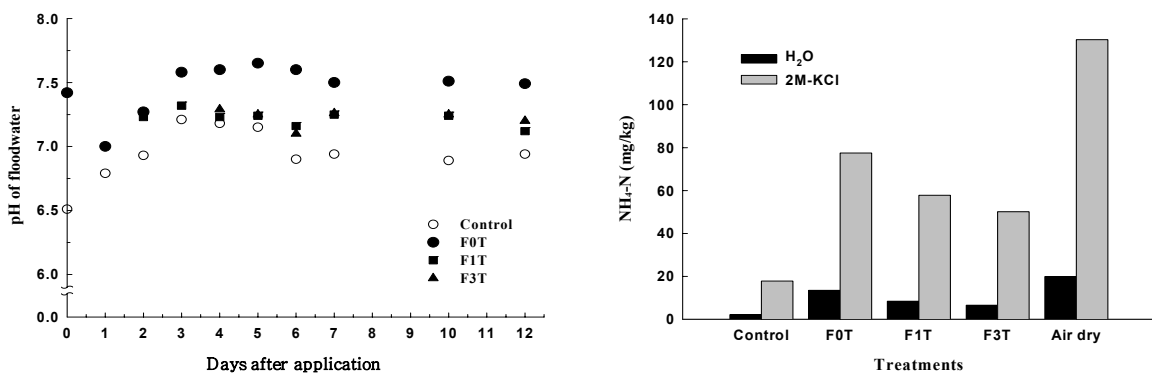 8.0
7.5
7.0
6.5
6.0
0.0
pH of floodwater
0 1 2 3 4 5 6 7 8 9 10 11 12
Days after application
Control
F0T
F1T
F3T
140
120
100
80
60
40
20
0
NH₄-N (mg/kg)
H₂O
2M-KCl
Control F0T F1T F3T Air dry
Treatments